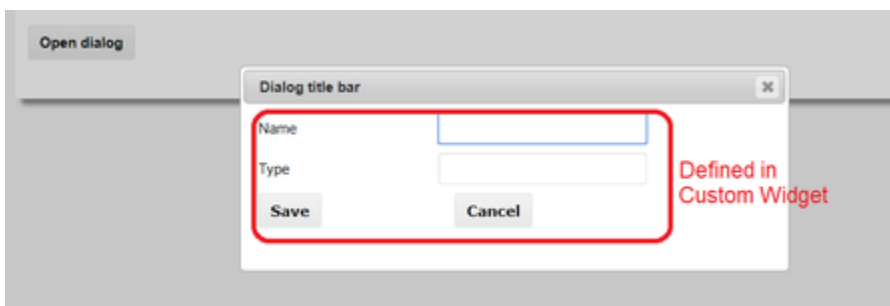 Open dialog
Dialog title bar
Name
Type
Save Cancel
Defined in
Custom Widget